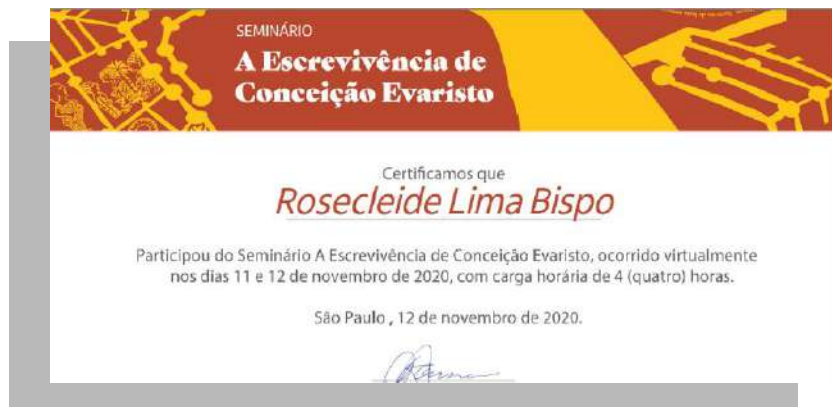 SEMINÁRIO
A Escrevivência de
Conceição Evaristo
Certificamos que
Rosecleide Lima Bispo
Participou do Seminário A Escrevivência de Conceição Evaristo, ocorrido virtualmente
nos dias 11 e 12 de novembro de 2020, com carga horária de 4 (quatro) horas.
São Paulo , 12 de novembro de 2020.